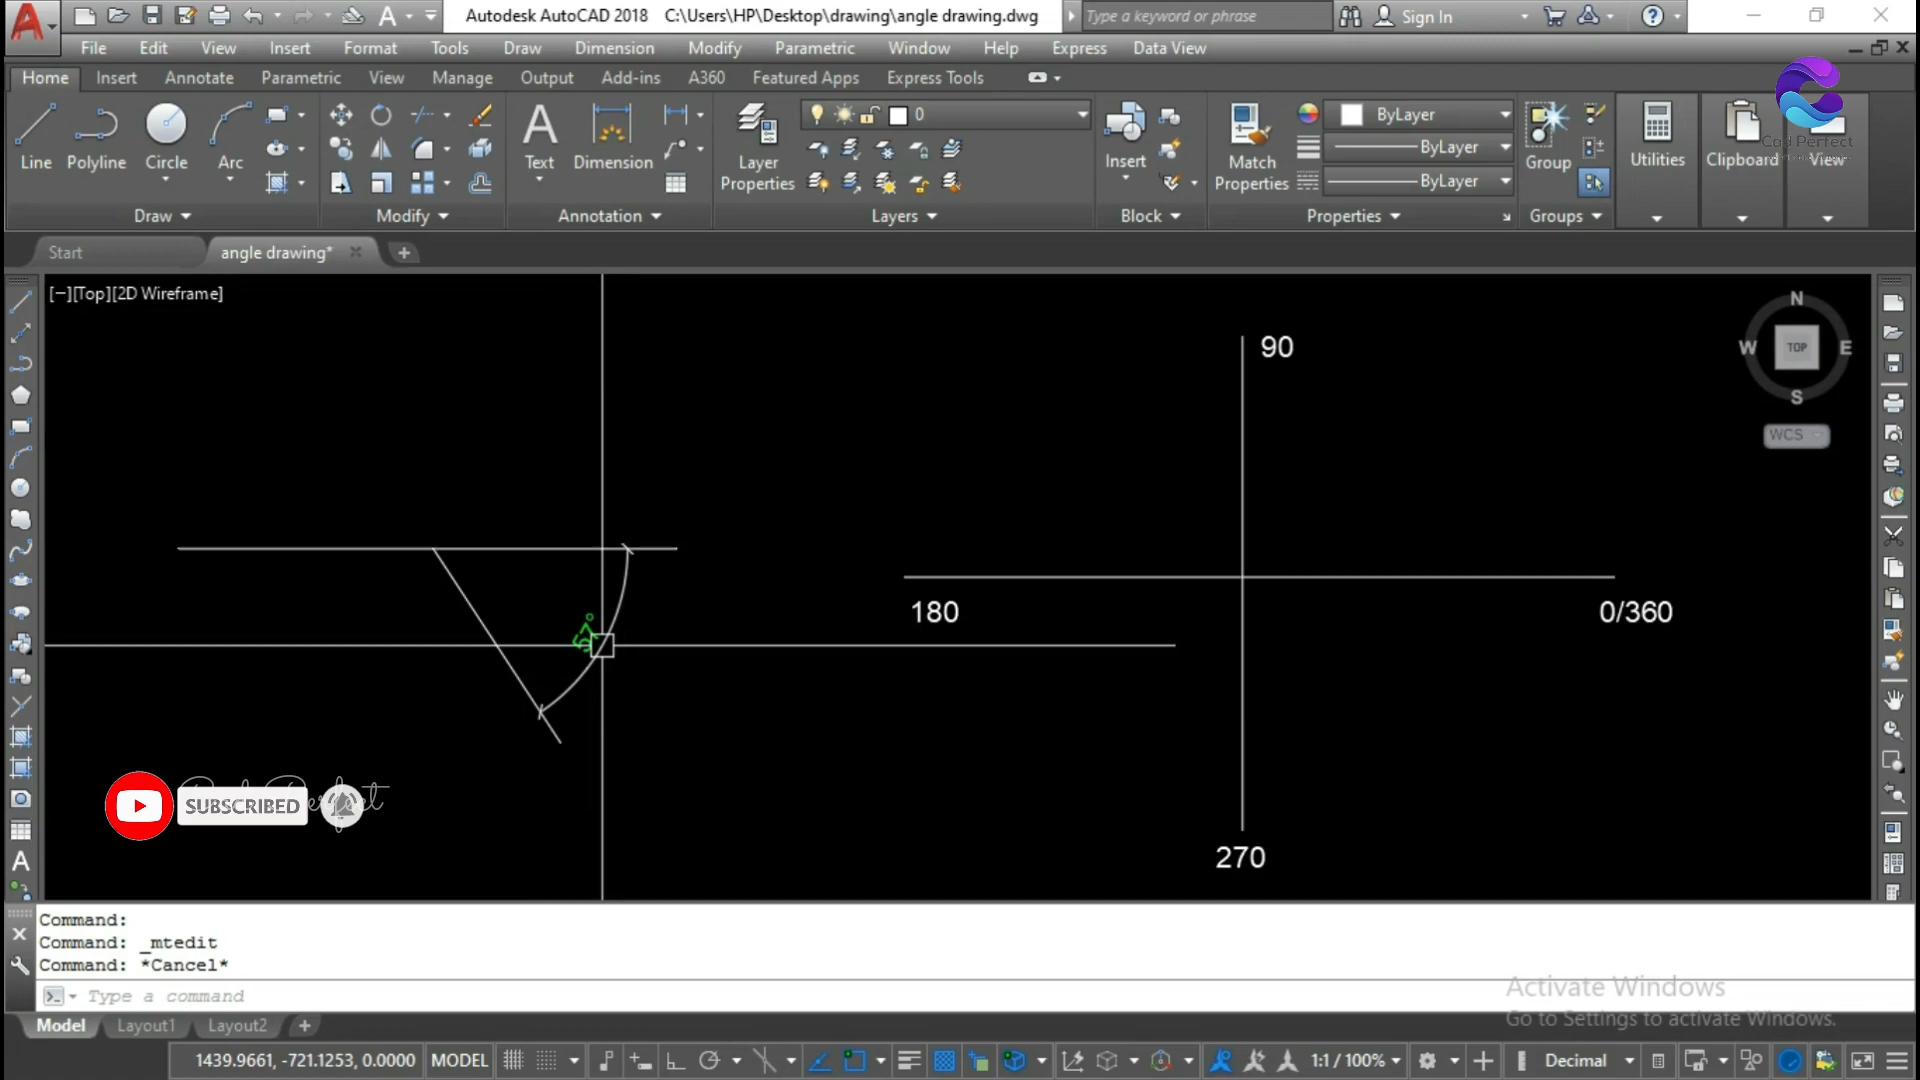 Autodesk AutoCAD 2018 C:\Users\HP\Desktop\drawing\angle drawing.dwg
Type a keyword or phrase
Sign In
File Edit View Insert Format Tools Draw Dimension Modify Parametric Window Help Express Data View
Home Insert Annotate Parametric View Manage Output Add-ins A360 Featured Apps Express Tools
0
ByLayer
ByLayer
ByLayer
Line Polyline Circle Arc
Text Dimension
Layer Properties
Insert
Match Properties
Group
Utilities
Clipboard
View
Cad Perfect
Draw Modify Annotation Layers Block Properties Groups
Start
angle drawing*
[−][Top][2D Wireframe]
N
W TOP E
S
WCS
90
180
0/360
270
SUBSCRIBED
Command:
Command: _mtedit
Command: *Cancel*
Type a command
Activate Windows
Go to Settings to activate Windows.
Model Layout1 Layout2
1439.9661, -721.1253, 0.0000 MODEL
1:1 / 100%
Decimal